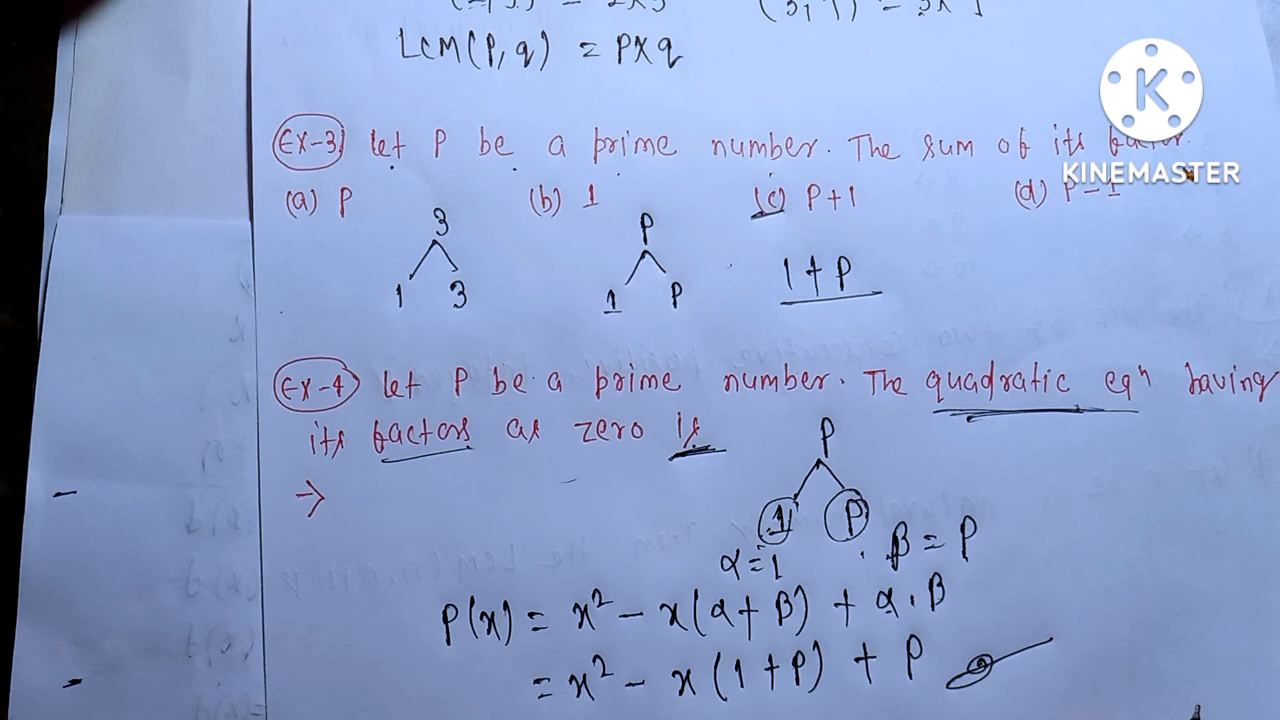 LCM(P,q) = P×q
EX-3 let P be a prime number. The sum of its factor.
(a) P (b) 1 (c) P+1 (d) P-1
3 P
1 3 1 P 1+P
EX-4 let P be a prime number. The quadratic eqn having
its factors as zero is
P
→ 1 P
α=1 β=P
P(x) = x² - x(α+β) + α.β
= x² - x(1+P) + P
K
KINEMASTER